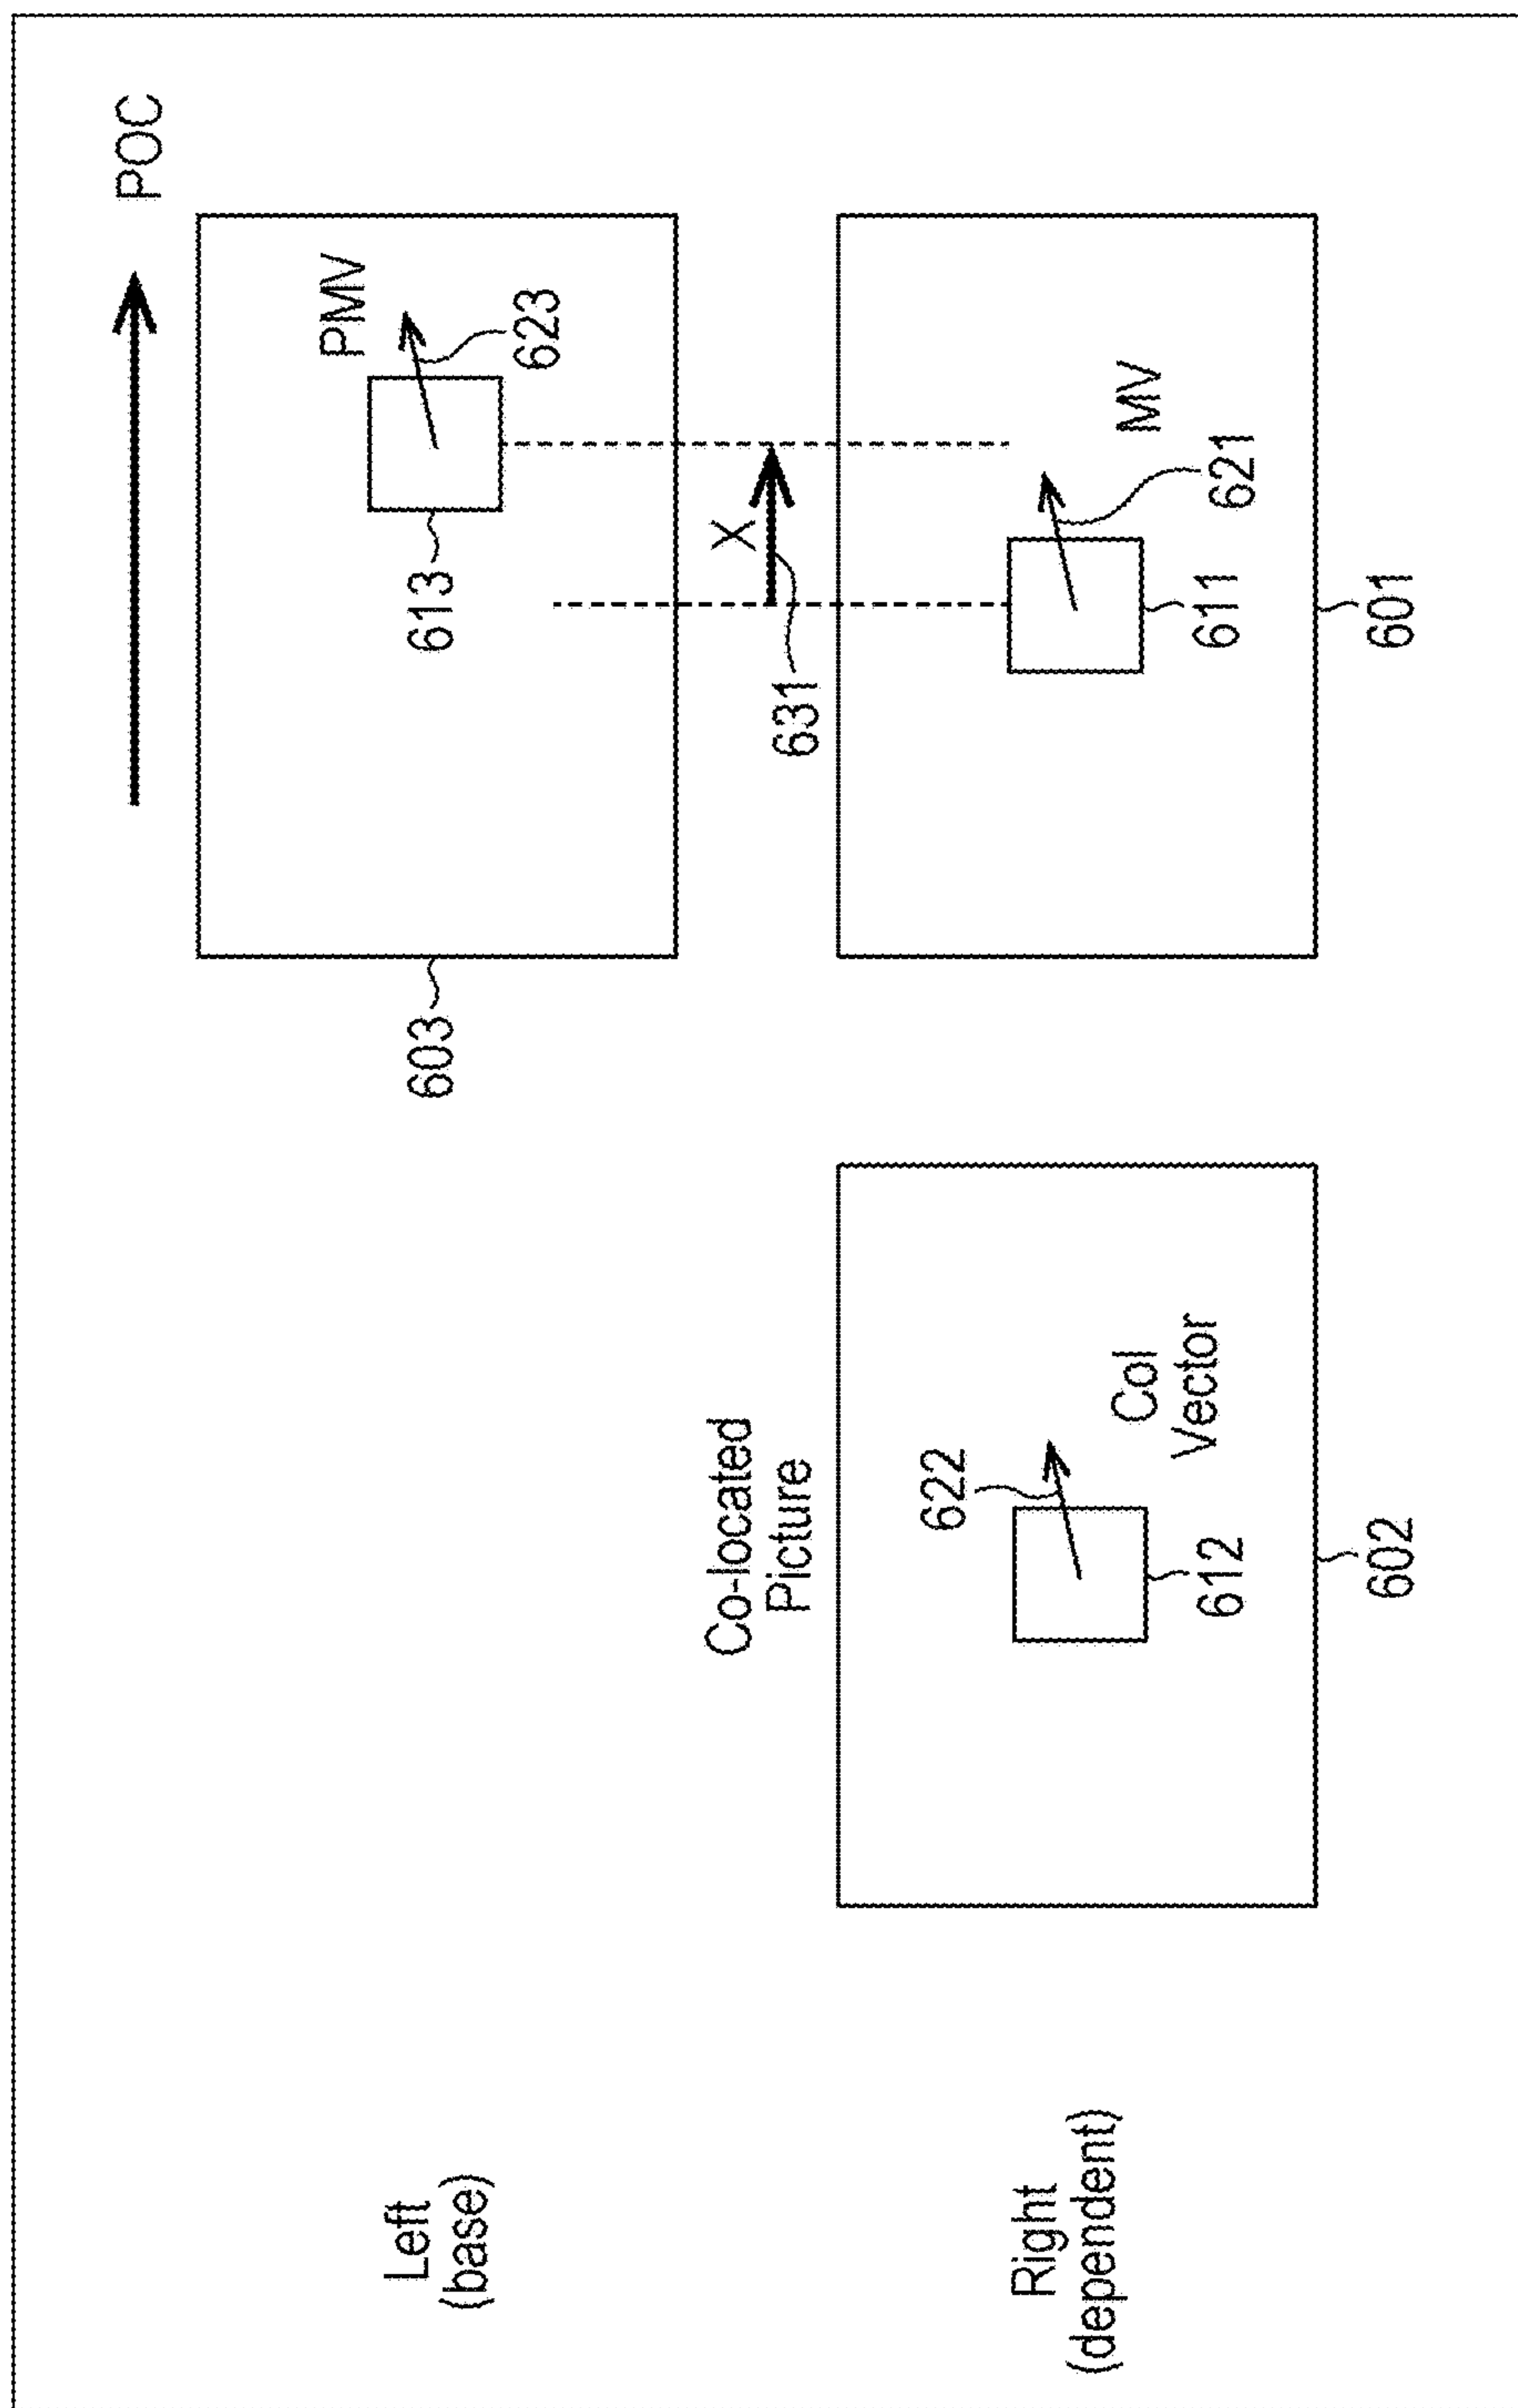 POC
PMV
623
613
603
Left
(base)
X
631
Co-located
Picture
622
Col
Vector
612
602
MV
621
611
601
Right
(dependent)